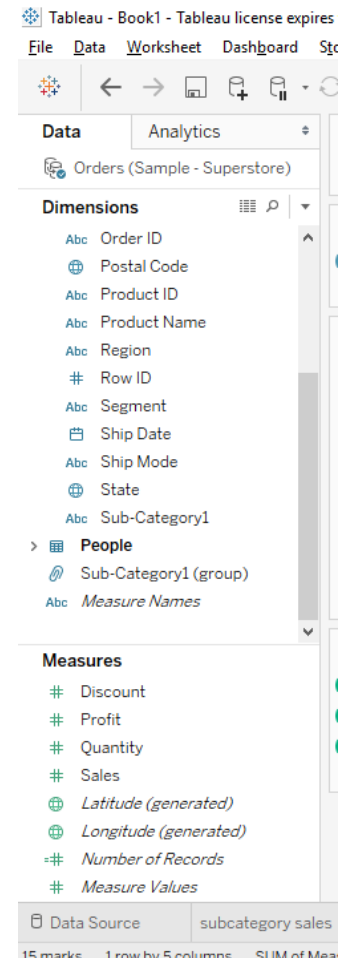 Tableau - Book1 - Tableau license expires
File Data Worksheet Dashboard
Data Analytics
Orders (Sample - Superstore)
Dimensions
Abc Order ID
Postal Code
Abc Product ID
Abc Product Name
Abc Region
# Row ID
Abc Segment
Ship Date
Abc Ship Mode
State
Abc Sub-Category1
> People
Sub-Category1 (group)
Abc Measure Names
Measures
# Discount
# Profit
# Quantity
# Sales
Latitude (generated)
Longitude (generated)
=# Number of Records
# Measure Values
Data Source subcategory sales
15 marks 1 row by 5 columns SUM of